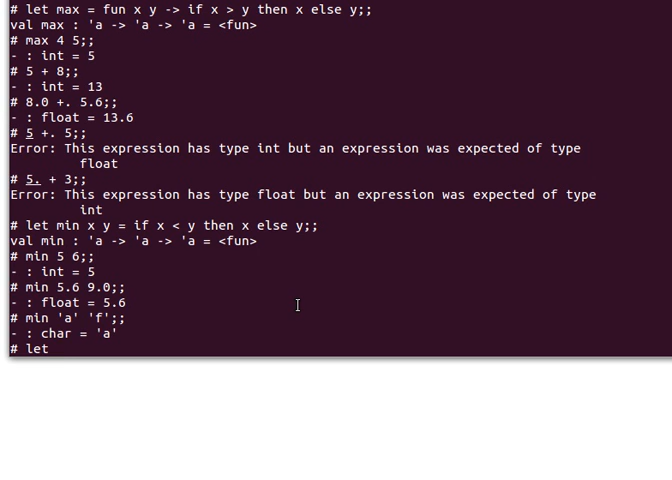 # let max = fun x y -> if x > y then x else y;;
val max : 'a -> 'a -> 'a = <fun>
# max 4 5;;
- : int = 5
# 5 + 8;;
- : int = 13
# 8.0 +. 5.6;;
- : float = 13.6
# 5 +. 5;;
Error: This expression has type int but an expression was expected of type
         float
# 5. + 3;;
Error: This expression has type float but an expression was expected of type
         int
# let min x y = if x < y then x else y;;
val min : 'a -> 'a -> 'a = <fun>
# min 5 6;;
- : int = 5
# min 5.6 9.0;;
- : float = 5.6
# min 'a' 'f';;
- : char = 'a'
# let